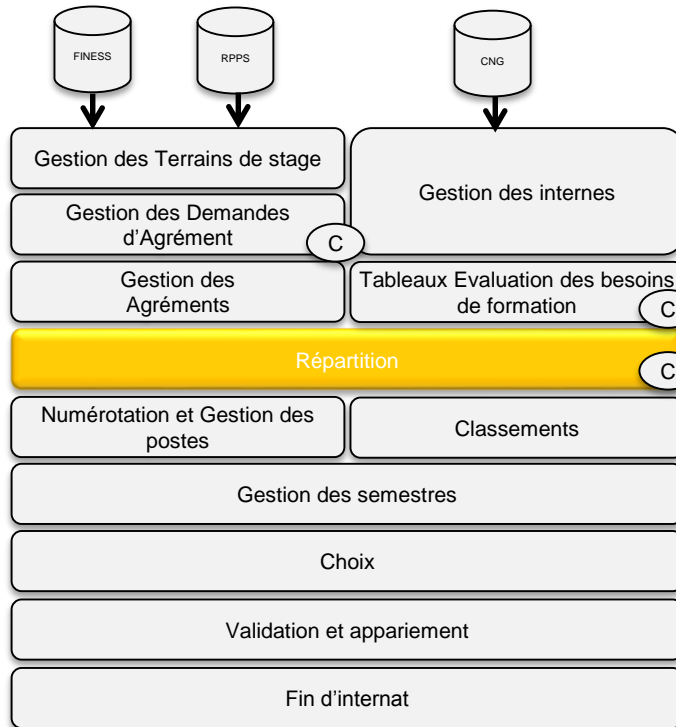 FINESS
RPPS
CNG
Gestion des Terrains de stage
Gestion des internes
Gestion des Demandes
d'Agrément
C
Gestion des
Agréments
Tableaux Evaluation des besoins
de formation
C
Répartition
C
Numérotation et Gestion des
postes
Classements
Gestion des semestres
Choix
Validation et appariement
Fin d'internat